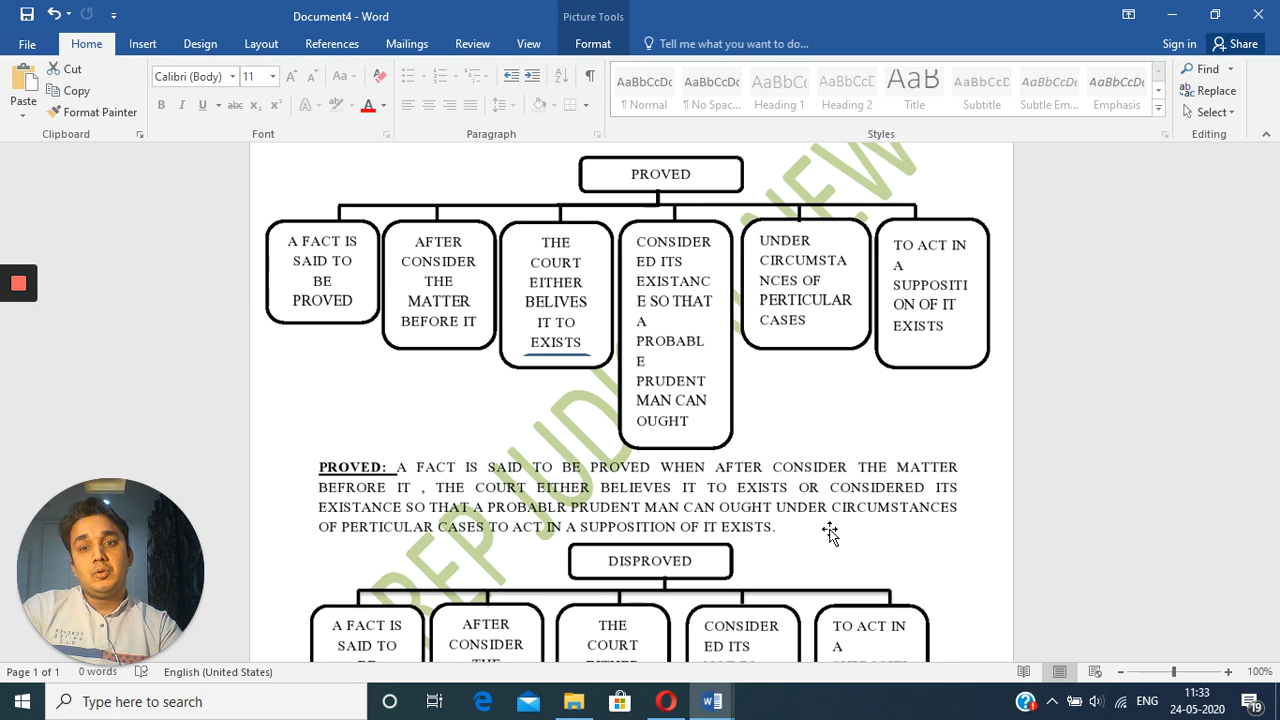 Document4 - Word
Picture Tools
File
Home
Insert
Design
Layout
References
Mailings
Review
View
Format
Tell me what you want to do...
Sign in
Share
Paste
Cut
Copy
Format Painter
Clipboard
Calibri (Body)
11
Font
Paragraph
AaBbCcDc
¶ Normal
AaBbCcDc
¶ No Spac...
AaBbCcI
Heading 1
AaBbCcI
Heading 2
AaB
Title
AaBbCcD
Subtitle
AaBbCcDc
Subtle Em...
AaBbCcDc
Emphasis
Styles
Find
Replace
Select
Editing
PROVED
A FACT IS
SAID TO
BE
PROVED
AFTER
CONSIDER
THE
MATTER
BEFORE IT
THE
COURT
EITHER
BELIVES
IT TO
EXISTS
CONSIDER
ED ITS
EXISTANC
E SO THAT
A
PROBABL
E
PRUDENT
MAN CAN
OUGHT
UNDER
CIRCUMSTA
NCES OF
PERTICULAR
CASES
TO ACT IN
A
SUPPOSITI
ON OF IT
EXISTS
PROVED: A FACT IS SAID TO BE PROVED WHEN AFTER CONSIDER THE MATTER
BEFRORE IT , THE COURT EITHER BELIEVES IT TO EXISTS OR CONSIDERED ITS
EXISTANCE SO THAT A PROBABLR PRUDENT MAN CAN OUGHT UNDER CIRCUMSTANCES
OF PERTICULAR CASES TO ACT IN A SUPPOSITION OF IT EXISTS.
DISPROVED
A FACT IS
SAID TO
AFTER
CONSIDER
THE
COURT
CONSIDER
ED ITS
TO ACT IN
A
Page 1 of 1
0 words
English (United States)
100%
Type here to search
ENG
11:33
24-05-2020
19